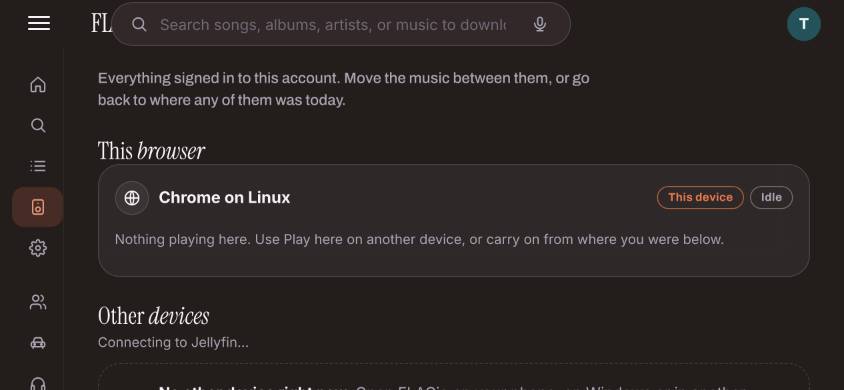 FL
Search songs, albums, artists, or music to downl
T
Everything signed in to this account. Move the music between them, or go
back to where any of them was today.
This browser
Chrome on Linux
This device
Idle
Nothing playing here. Use Play here on another device, or carry on from where you were below.
Other devices
Connecting to Jellyfin...